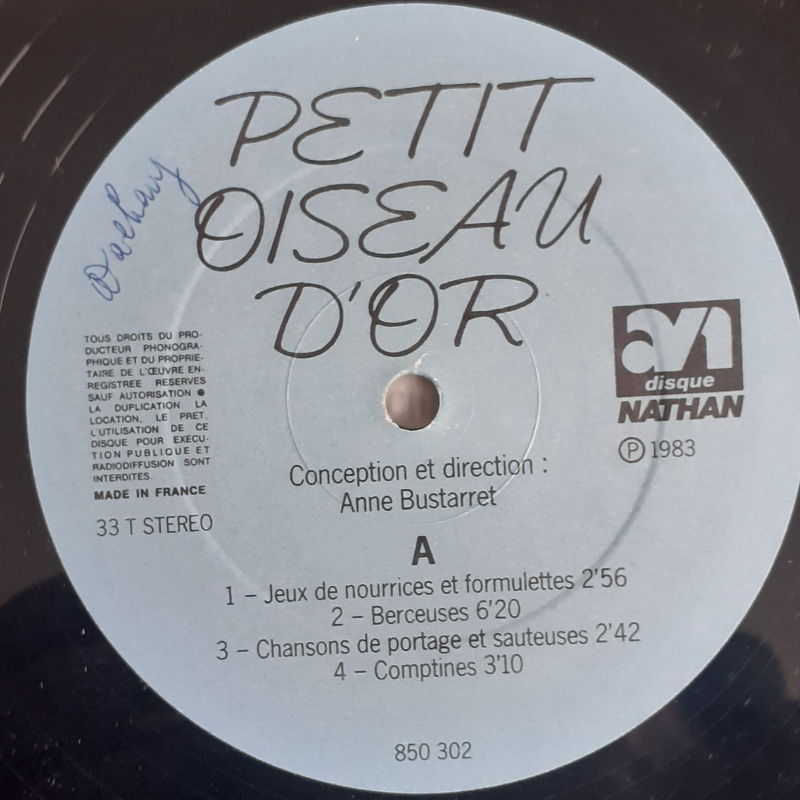 PETIT
OISEAU
D'OR
TOUS DROITS DU PRO-
DUCTEUR PHONOGRA-
PHIQUE ET DU PROPRIE-
TAIRE DE L'ŒUVRE EN-
REGISTREE RESERVES
SAUF AUTORISATION ●
LA DUPLICATION LA
LOCATION, LE PRET,
L'UTILISATION DE CE
DISQUE POUR EXECU-
TION PUBLIQUE ET
RADIODIFFUSION SONT
INTERDITES.
MADE IN FRANCE
33 T STEREO
disque
NATHAN
Ⓟ 1983
Conception et direction :
Anne Bustarret
A
1 – Jeux de nourrices et formulettes 2'56
2 – Berceuses 6'20
3 – Chansons de portage et sauteuses 2'42
4 – Comptines 3'10
850 302